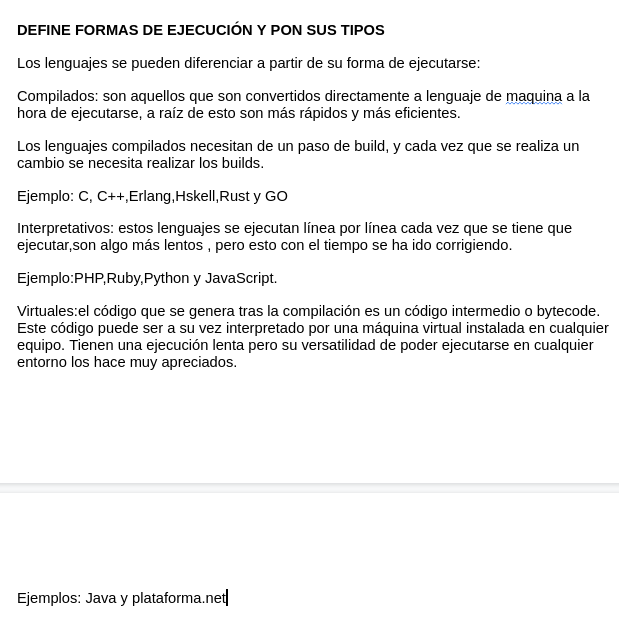 DEFINE FORMAS DE EJECUCIÓN Y PON SUS TIPOS
Los lenguajes se pueden diferenciar a partir de su forma de ejecutarse:
Compilados: son aquellos que son convertidos directamente a lenguaje de maquina a la
hora de ejecutarse, a raíz de esto son más rápidos y más eficientes.
Los lenguajes compilados necesitan de un paso de build, y cada vez que se realiza un
cambio se necesita realizar los builds.
Ejemplo: C, C++,Erlang,Hskell,Rust y GO
Interpretativos: estos lenguajes se ejecutan línea por línea cada vez que se tiene que
ejecutar,son algo más lentos , pero esto con el tiempo se ha ido corrigiendo.
Ejemplo:PHP,Ruby,Python y JavaScript.
Virtuales:el código que se genera tras la compilación es un código intermedio o bytecode.
Este código puede ser a su vez interpretado por una máquina virtual instalada en cualquier
equipo. Tienen una ejecución lenta pero su versatilidad de poder ejecutarse en cualquier
entorno los hace muy apreciados.
Ejemplos: Java y plataforma.net